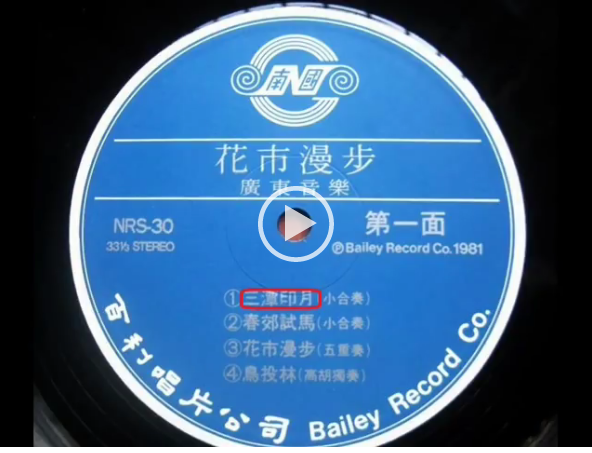 南國
花市漫步
廣東音樂
NRS-30
33⅓ STEREO
第一面
Ⓟ Bailey Record Co. 1981
①三潭印月(小合奏)
②春郊試馬(小合奏)
③花市漫步(五重奏)
④鳥投林(高胡獨奏)
百利唱片公司 Bailey Record Co.